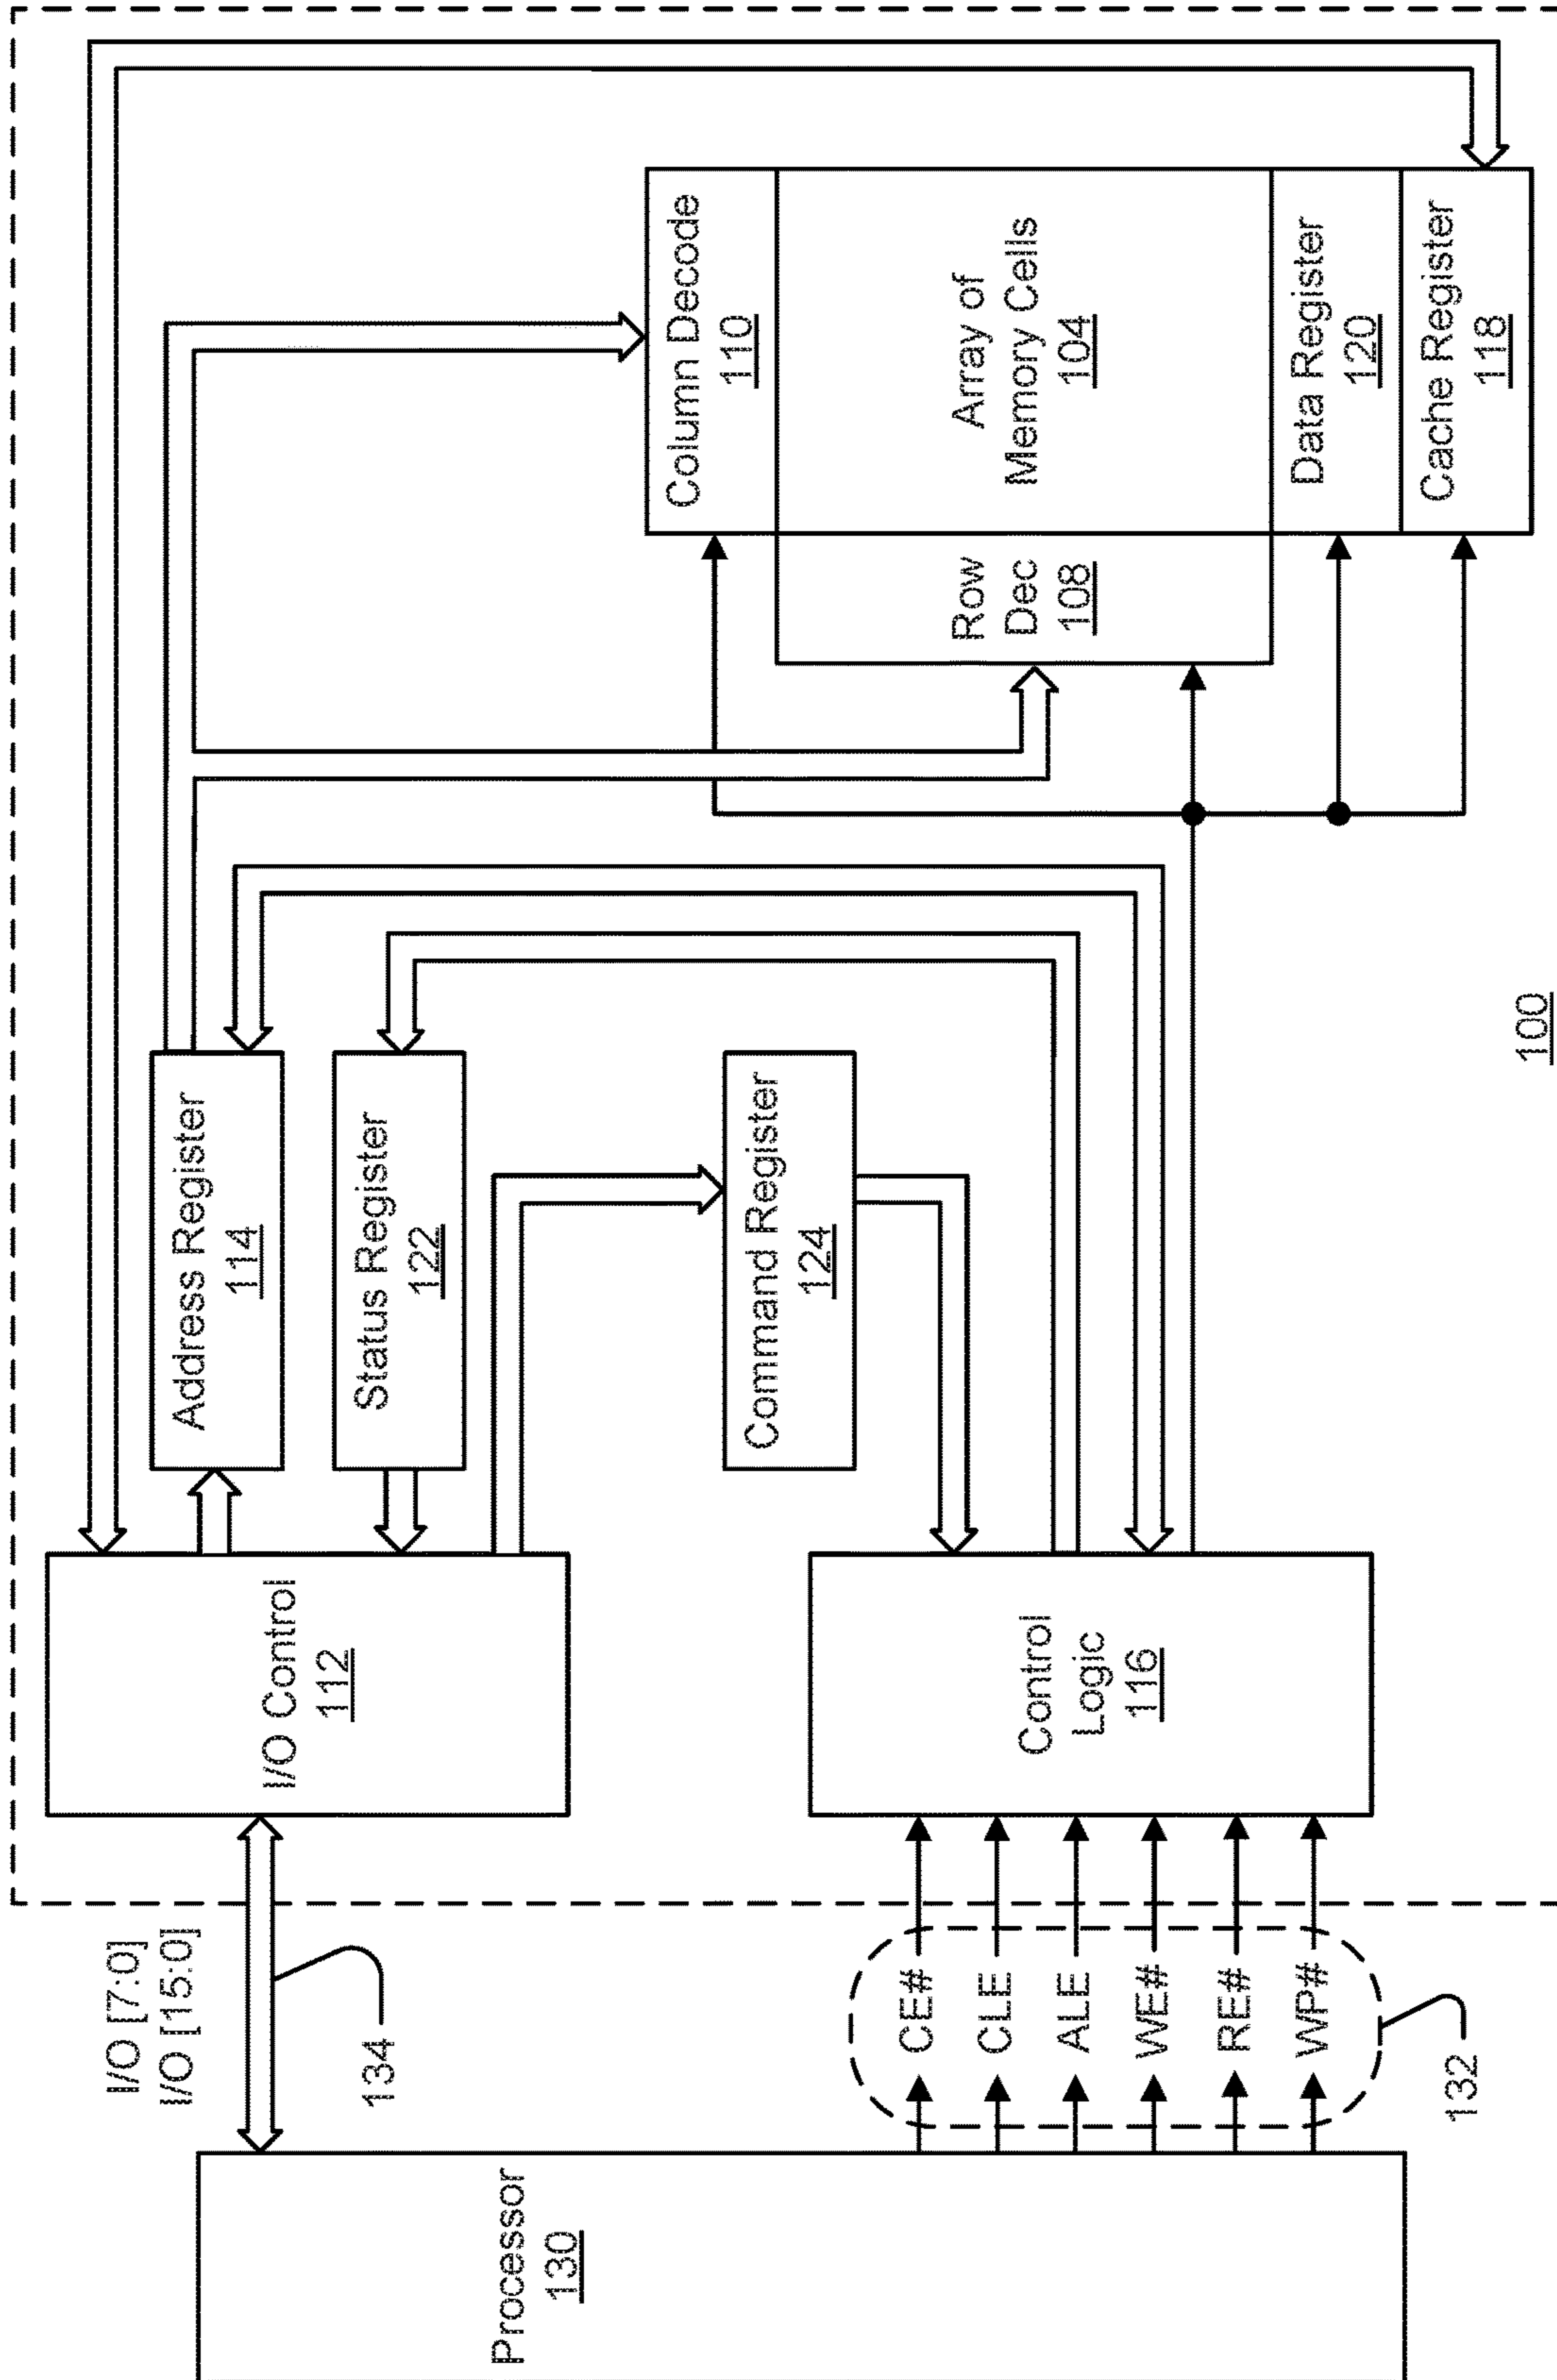 Processor
130
I/O [7:0]
I/O [15:0]
134
CE#
CLE
ALE
WE#
RE#
WP#
132
I/O Control
112
Control
Logic
116
Address Register
114
Status Register
122
Command Register
124
Column Decode
110
Array of
Memory Cells
104
Row
Dec
108
Data Register
120
Cache Register
118
100